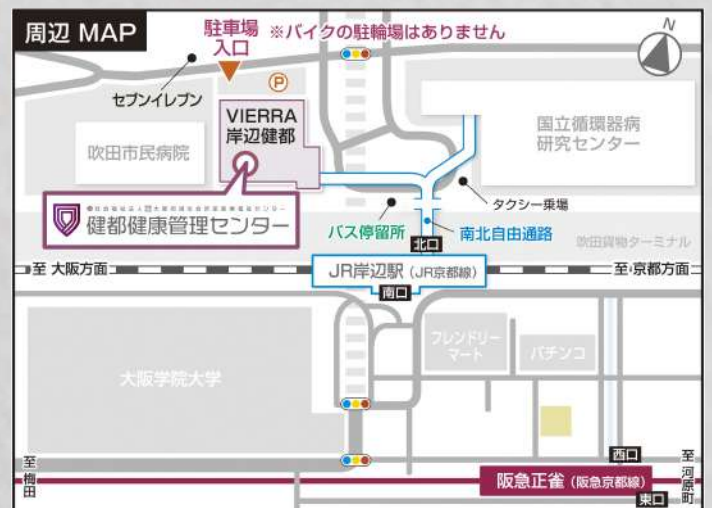 周辺 MAP
駐車場
入口
※バイクの駐輪場はありません
N
セブンイレブン
P
VIERRA
岸辺健都
吹田市民病院
国立循環器病
研究センター
健都健康管理センター
タクシー乗場
バス停留所
南北自由通路
北口
吹田貨物ターミナル
至 大阪方面
JR岸辺駅（JR京都線）
至 京都方面
南口
フレンドリー
マート
パチンコ
大阪学院大学
西口
至 梅田
阪急正雀（阪急京都線）
至 河原町
東口